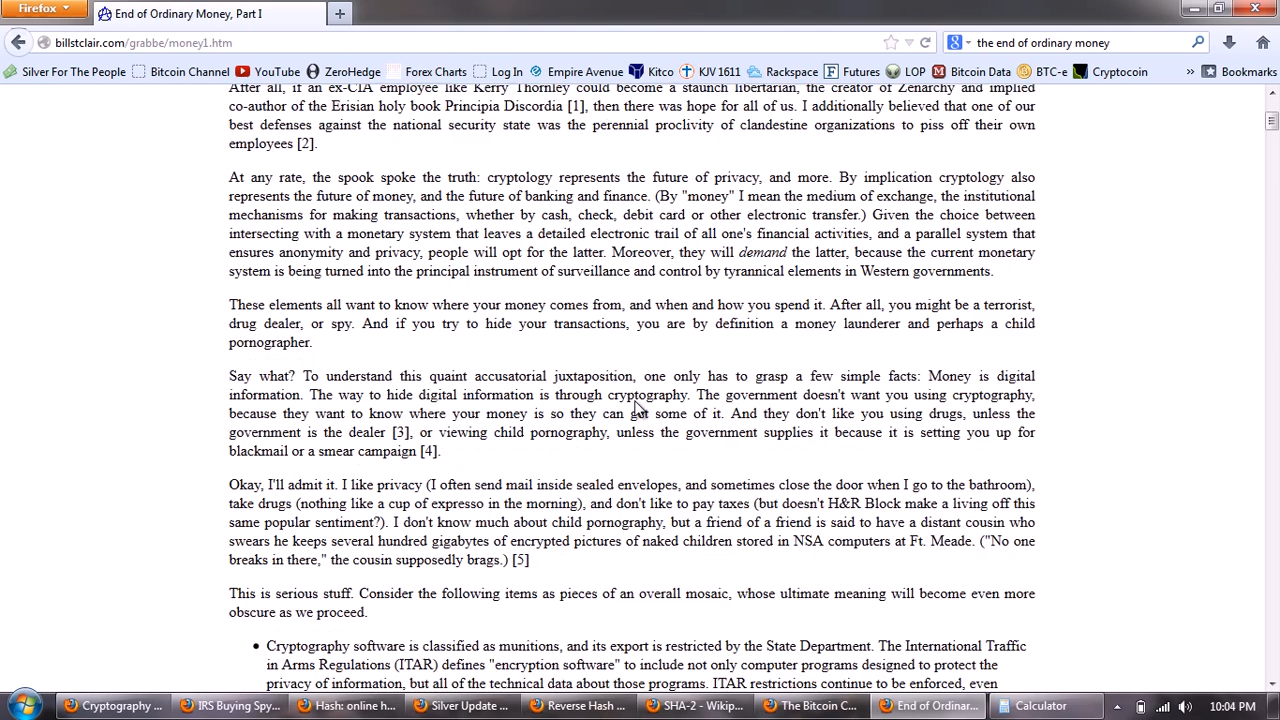 Firefox
End of Ordinary Money, Part I
billstclair.com/grabbe/money1.htm
the end of ordinary money
Silver For The People Bitcoin Channel YouTube ZeroHedge Forex Charts Log In Empire Avenue Kitco KJV 1611 Rackspace Futures LOP Bitcoin Data BTC-e Cryptocoin » Bookmarks
After all, if an ex-CIA employee like Kerry Thornley could become a staunch libertarian, the creator of Zenarchy and implied
co-author of the Erisian holy book Principia Discordia [1], then there was hope for all of us. I additionally believed that one of our
best defenses against the national security state was the perennial proclivity of clandestine organizations to piss off their own
employees [2].
At any rate, the spook spoke the truth: cryptology represents the future of privacy, and more. By implication cryptology also
represents the future of money, and the future of banking and finance. (By "money" I mean the medium of exchange, the institutional
mechanisms for making transactions, whether by cash, check, debit card or other electronic transfer.) Given the choice between
intersecting with a monetary system that leaves a detailed electronic trail of all one's financial activities, and a parallel system that
ensures anonymity and privacy, people will opt for the latter. Moreover, they will demand the latter, because the current monetary
system is being turned into the principal instrument of surveillance and control by tyrannical elements in Western governments.
These elements all want to know where your money comes from, and when and how you spend it. After all, you might be a terrorist,
drug dealer, or spy. And if you try to hide your transactions, you are by definition a money launderer and perhaps a child
pornographer.
Say what? To understand this quaint accusatorial juxtaposition, one only has to grasp a few simple facts: Money is digital
information. The way to hide digital information is through cryptography. The government doesn't want you using cryptography,
because they want to know where your money is so they can get some of it. And they don't like you using drugs, unless the
government is the dealer [3], or viewing child pornography, unless the government supplies it because it is setting you up for
blackmail or a smear campaign [4].
Okay, I'll admit it. I like privacy (I often send mail inside sealed envelopes, and sometimes close the door when I go to the bathroom),
take drugs (nothing like a cup of expresso in the morning), and don't like to pay taxes (but doesn't H&R Block make a living off this
same popular sentiment?). I don't know much about child pornography, but a friend of a friend is said to have a distant cousin who
swears he keeps several hundred gigabytes of encrypted pictures of naked children stored in NSA computers at Ft. Meade. ("No one
breaks in there," the cousin supposedly brags.) [5]
This is serious stuff. Consider the following items as pieces of an overall mosaic, whose ultimate meaning will become even more
obscure as we proceed.
• Cryptography software is classified as munitions, and its export is restricted by the State Department. The International Traffic
in Arms Regulations (ITAR) defines "encryption software" to include not only computer programs designed to protect the
privacy of information, but all of the technical data about those programs. ITAR restrictions continue to be enforced, even
Cryptography ... IRS Buying Spy... Hash: online h... Silver Update ... Reverse Hash ... SHA-2 - Wikip... The Bitcoin C... End of Ordinar... Calculator 10:04 PM